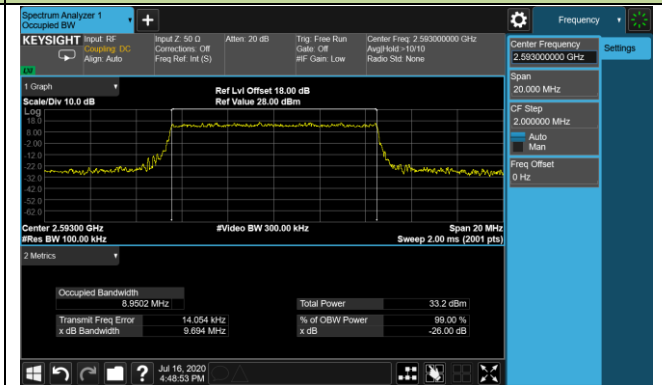 Spectrum Analyzer 1
Occupied BW
Frequency
KEYSIGHT
Input: RF
Coupling: DC
Align: Auto
Input Z: 50 Ω
Corrections: Off
Freq Ref: Int (S)
Atten: 20 dB
Trig: Free Run
Gate: Off
#IF Gain: Low
Center Freq: 2.593000000 GHz
Avg|Hold:>10/10
Radio Std: None
LW
Center Frequency
2.593000000 GHz
Settings
Span
20.000 MHz
CF Step
2.000000 MHz
Auto
Man
Freq Offset
0 Hz
1 Graph
Scale/Div 10.0 dB
Ref Lvl Offset 18.00 dB
Ref Value 28.00 dBm
Log
18.0
8.00
-2.00
-12.0
-22.0
-32.0
-42.0
-52.0
-62.0
Center 2.59300 GHz
#Video BW 300.00 kHz
Span 20 MHz
#Res BW 100.00 kHz
Sweep 2.00 ms (2001 pts)
2 Metrics
Occupied Bandwidth
8.9502 MHz
Total Power 33.2 dBm
Transmit Freq Error 14.054 kHz
% of OBW Power 99.00 %
x dB Bandwidth 9.694 MHz
x dB -26.00 dB
Jul 16, 2020
4:48:53 PM